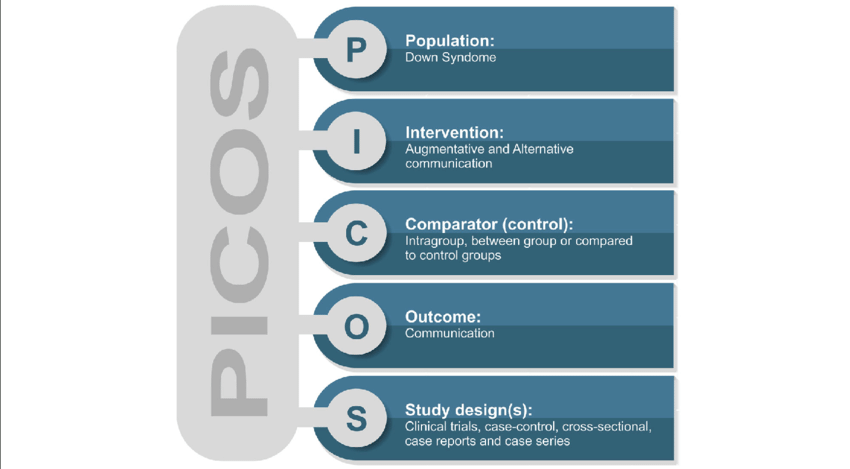 PICOS
P
Population:
Down Syndome
I
Intervention:
Augmentative and Alternative
communication
C
Comparator (control):
Intragroup, between group or compared
to control groups
O
Outcome:
Communication
S
Study design(s):
Clinical trials, case-control, cross-sectional,
case reports and case series